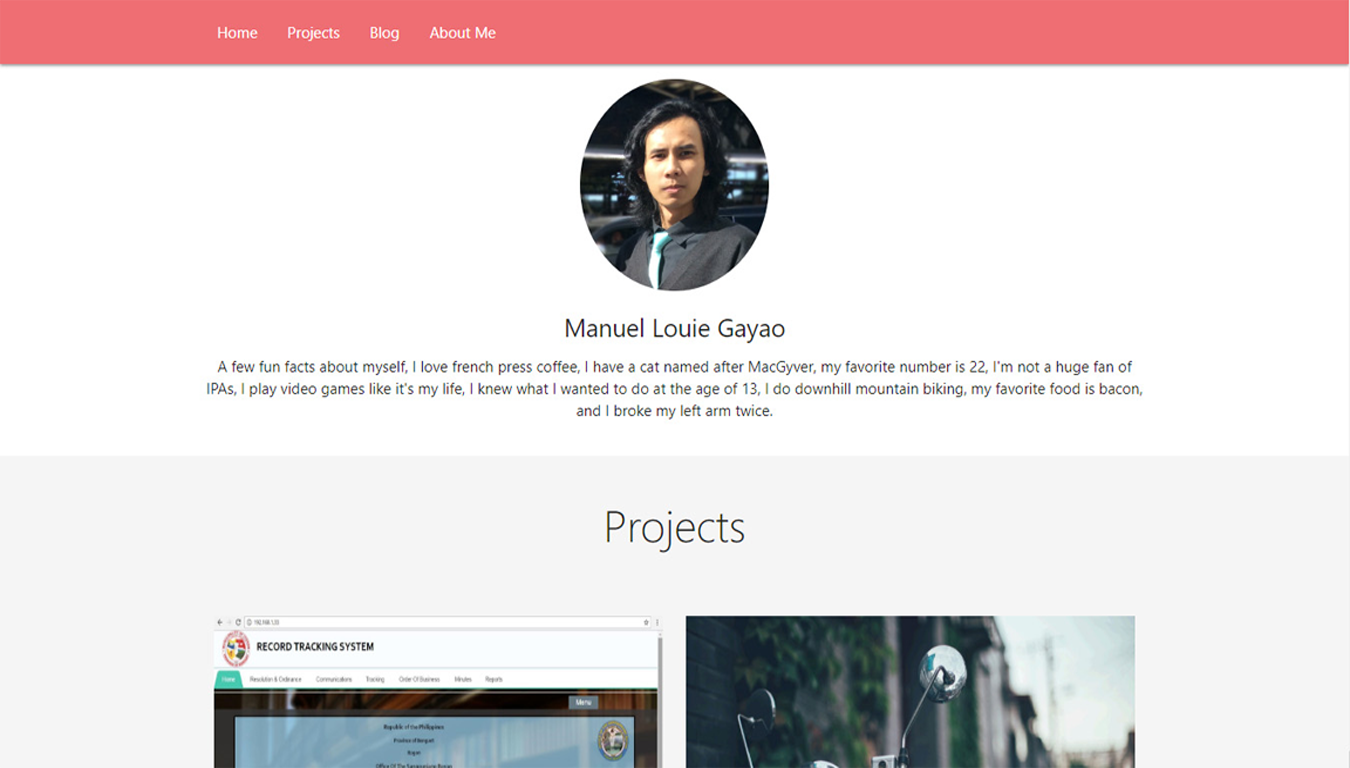 Home Projects Blog About Me
Manuel Louie Gayao
A few fun facts about myself, I love french press coffee, I have a cat named after MacGyver, my favorite number is 22, I'm not a huge fan of
IPAs, I play video games like it's my life, I knew what I wanted to do at the age of 13, I do downhill mountain biking, my favorite food is bacon,
and I broke my left arm twice.
Projects
RECORD TRACKING SYSTEM
Home Resolution & Ordinance Communications Tracking Order Of Business Minutes Reports
Menu
Republic of the Philippines
Province of Benguet
Office Of The Sangguniang Bayan